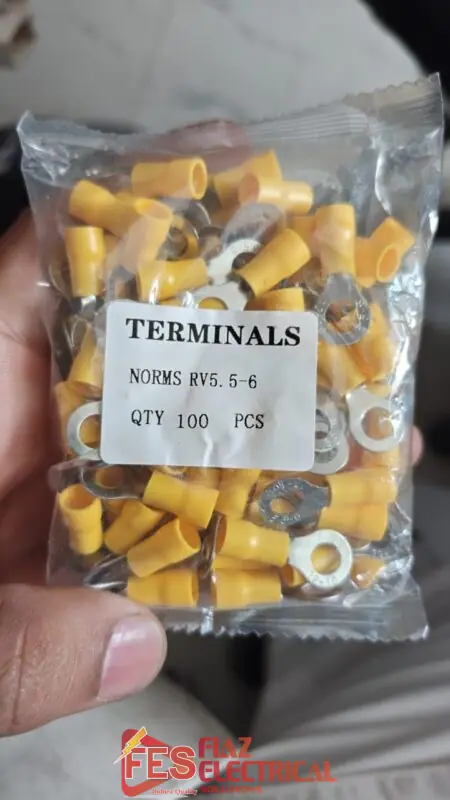 TERMINALS
NORMS RV5.5-6
QTY 100 PCS
FES FIAZ
ELECTRICAL